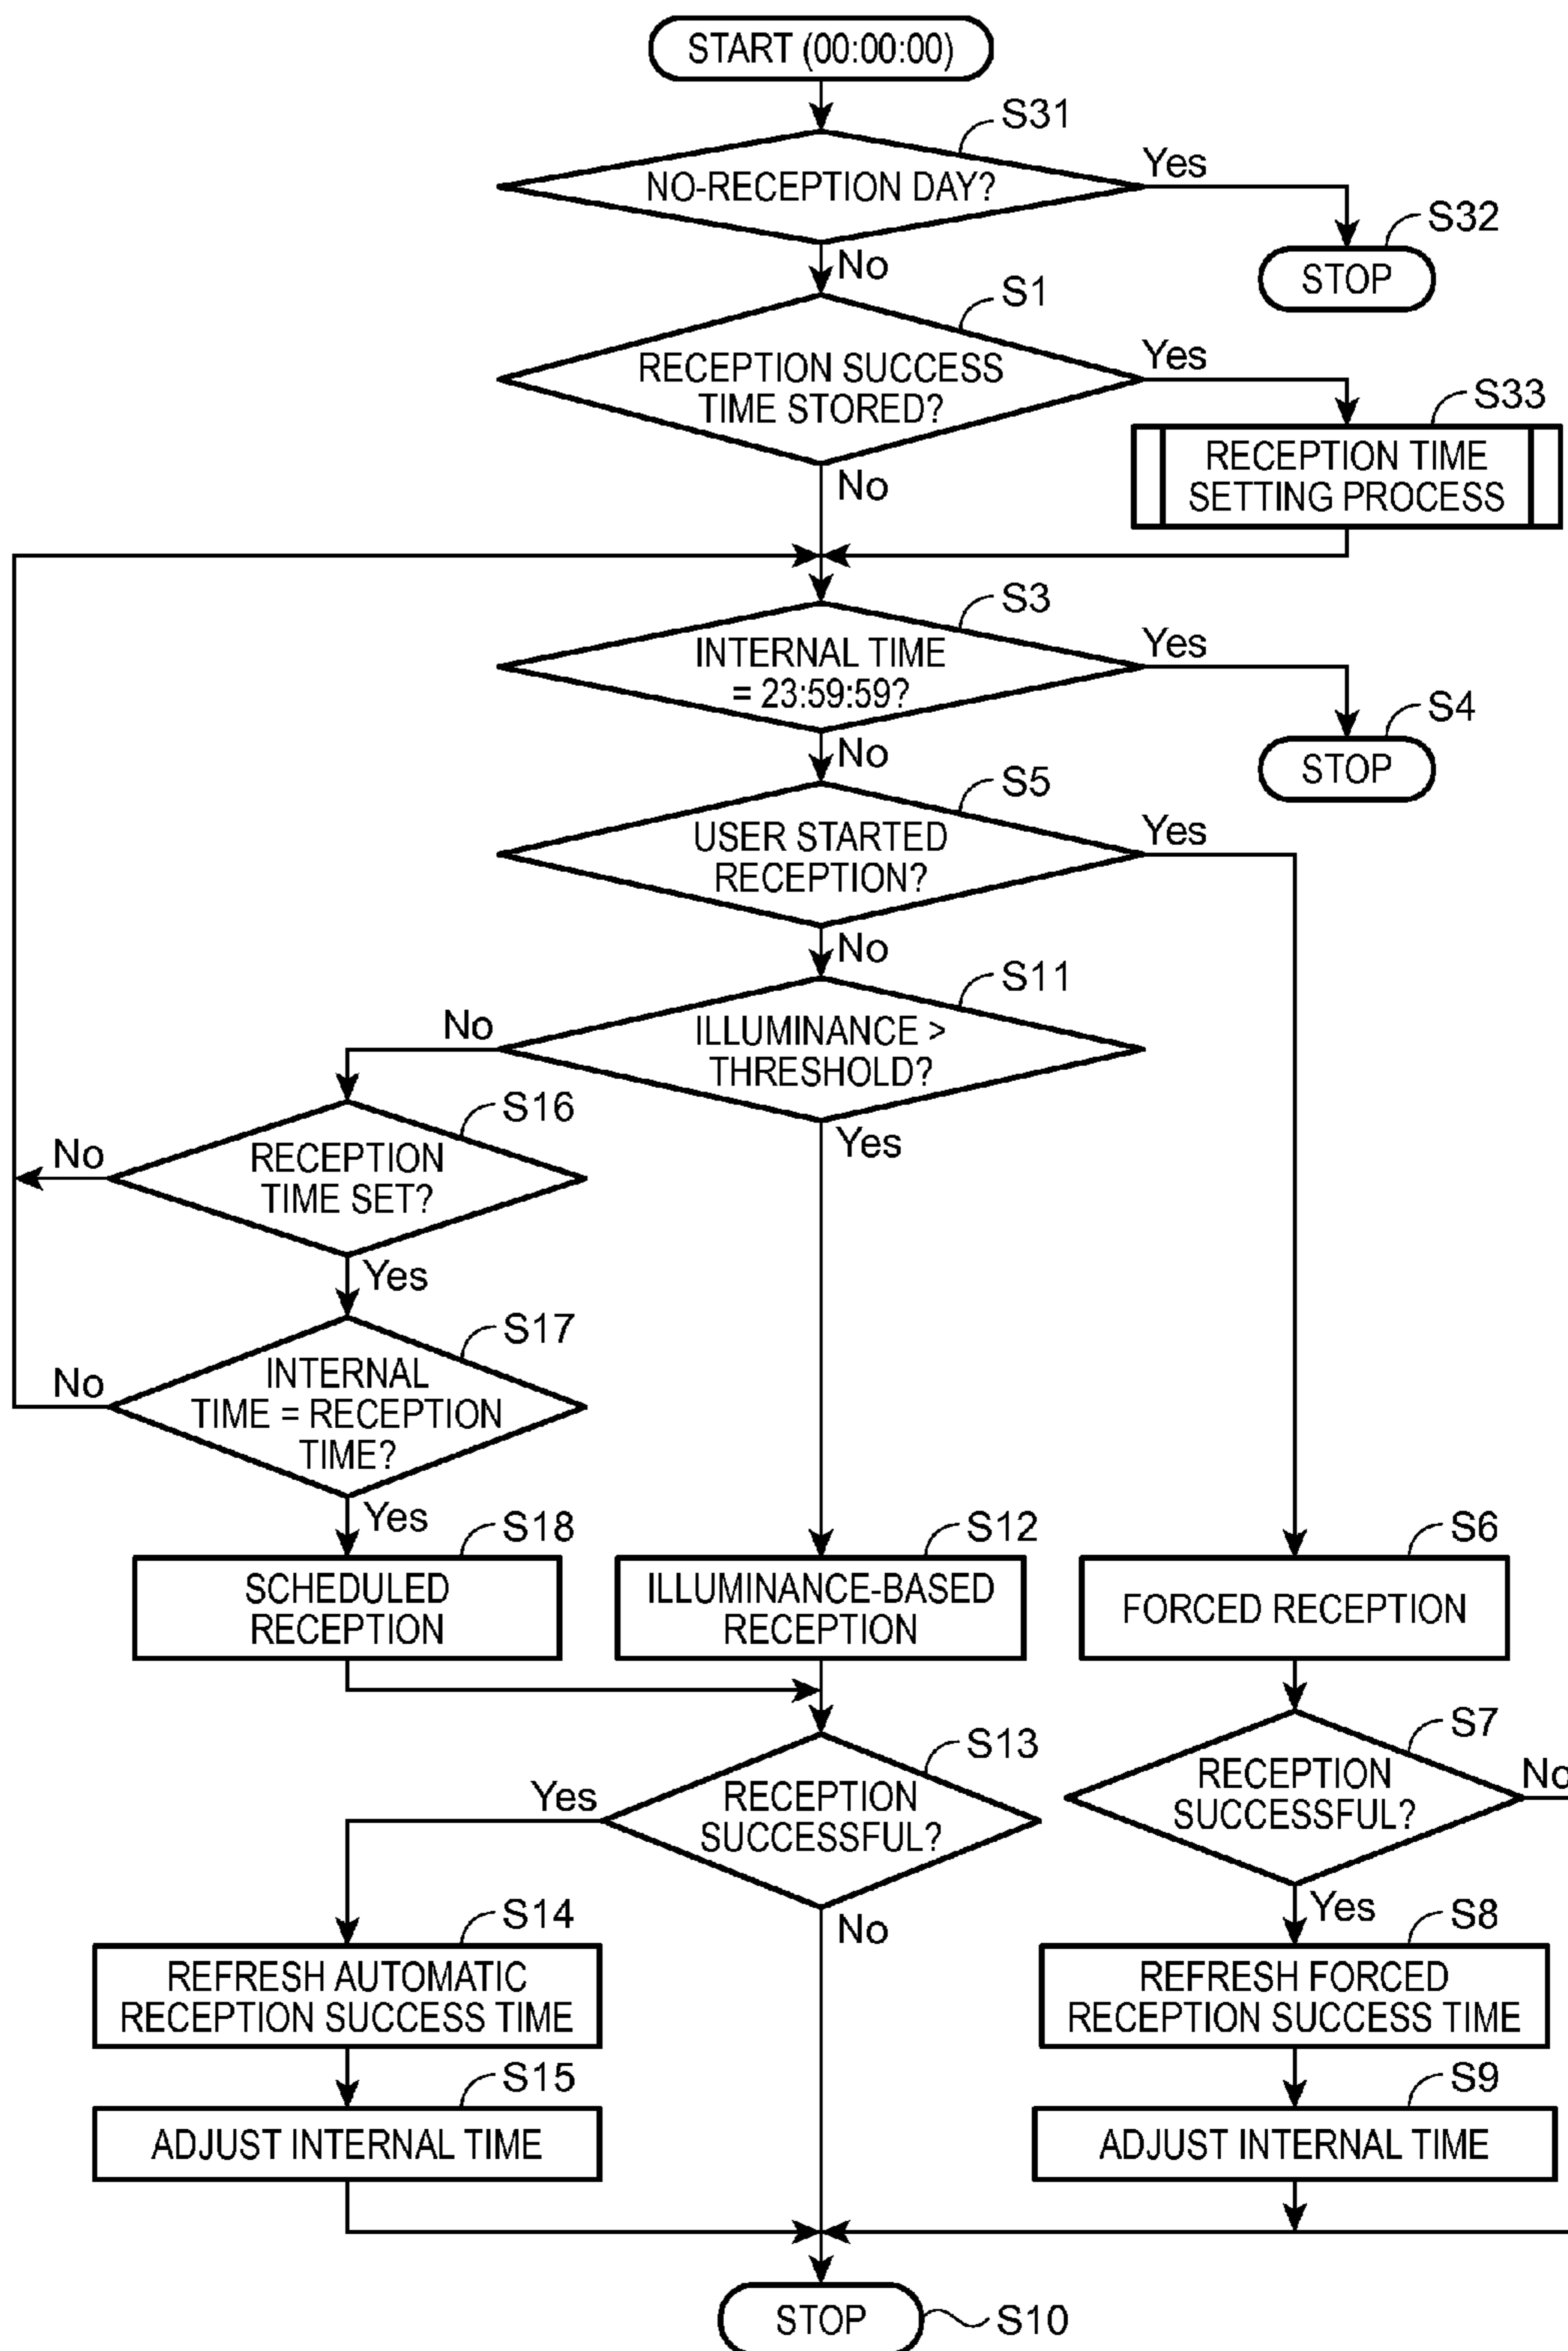 START (00:00:00)
S31
NO-RECEPTION DAY?
Yes
S32
STOP
No
S1
RECEPTION SUCCESS
TIME STORED?
Yes
S33
RECEPTION TIME
SETTING PROCESS
No
S3
INTERNAL TIME
= 23:59:59?
Yes
S4
STOP
No
S5
USER STARTED
RECEPTION?
Yes
No
S11
ILLUMINANCE >
THRESHOLD?
No
Yes
S16
RECEPTION
TIME SET?
No
Yes
S17
INTERNAL
TIME = RECEPTION
TIME?
No
Yes
S18
SCHEDULED
RECEPTION
S12
ILLUMINANCE-BASED
RECEPTION
S6
FORCED RECEPTION
S13
RECEPTION
SUCCESSFUL?
Yes
No
S7
RECEPTION
SUCCESSFUL?
No
Yes
S14
REFRESH AUTOMATIC
RECEPTION SUCCESS TIME
S8
REFRESH FORCED
RECEPTION SUCCESS TIME
S15
ADJUST INTERNAL TIME
S9
ADJUST INTERNAL TIME
STOP
S10